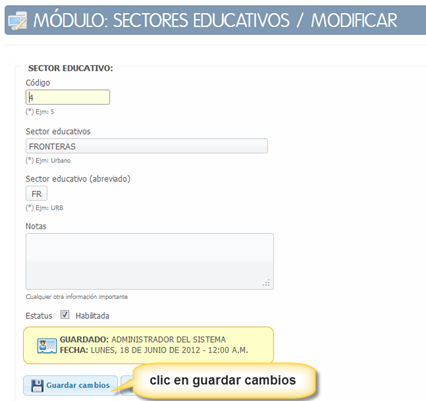 MÓDULO: SECTORES EDUCATIVOS / MODIFICAR
SECTOR EDUCATIVO:
Código
4
(*) Ejm: 5
Sector educativos
FRONTERAS
(*) Ejm: Urbano
Sector educativo (abreviado)
FR
(*) Ejm: URB
Notas
Cualquier otra información importante
Estatus Habilitada
GUARDADO: ADMINISTRADOR DEL SISTEMA
FECHA: LUNES, 18 DE JUNIO DE 2012 - 12:00 A.M.
Guardar cambios
clic en guardar cambios